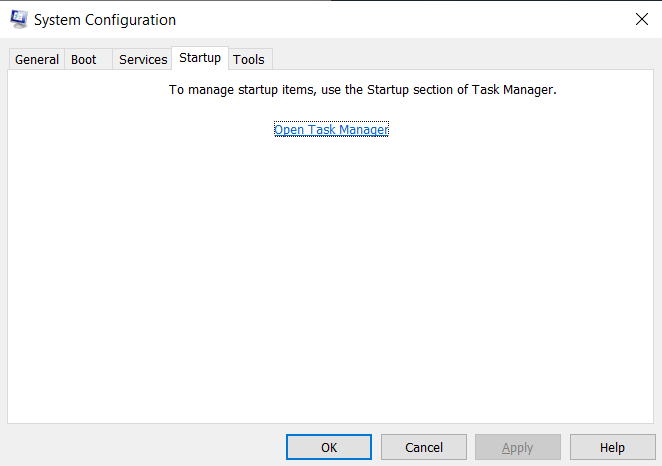 System Configuration
General Boot Services Startup Tools
To manage startup items, use the Startup section of Task Manager.
Open Task Manager
OK Cancel Apply Help